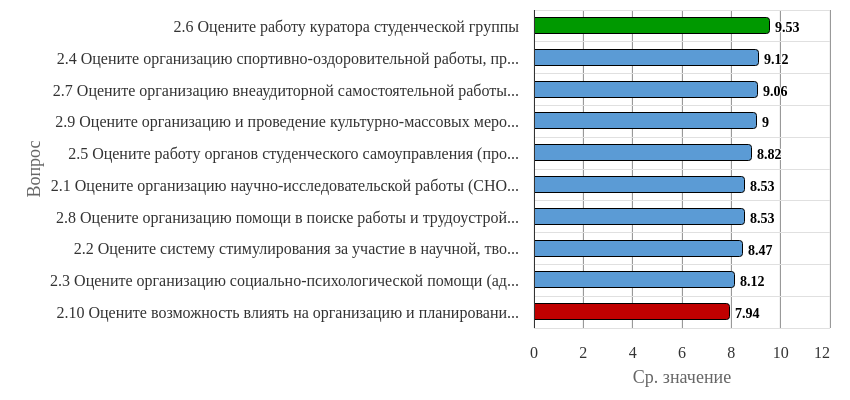 2.6 Оцените работу куратора студенческой группы 9.53
2.4 Оцените организацию спортивно-оздоровительной работы, пр... 9.12
2.7 Оцените организацию внеаудиторной самостоятельной работы... 9.06
2.9 Оцените организацию и проведение культурно-массовых меро... 9
2.5 Оцените работу органов студенческого самоуправления (про... 8.82
2.1 Оцените организацию научно-исследовательской работы (СНО... 8.53
2.8 Оцените организацию помощи в поиске работы и трудоустрой... 8.53
2.2 Оцените систему стимулирования за участие в научной, тво... 8.47
2.3 Оцените организацию социально-психологической помощи (ад... 8.12
2.10 Оцените возможность влиять на организацию и планировани... 7.94
Вопрос
0 2 4 6 8 10 12
Ср. значение